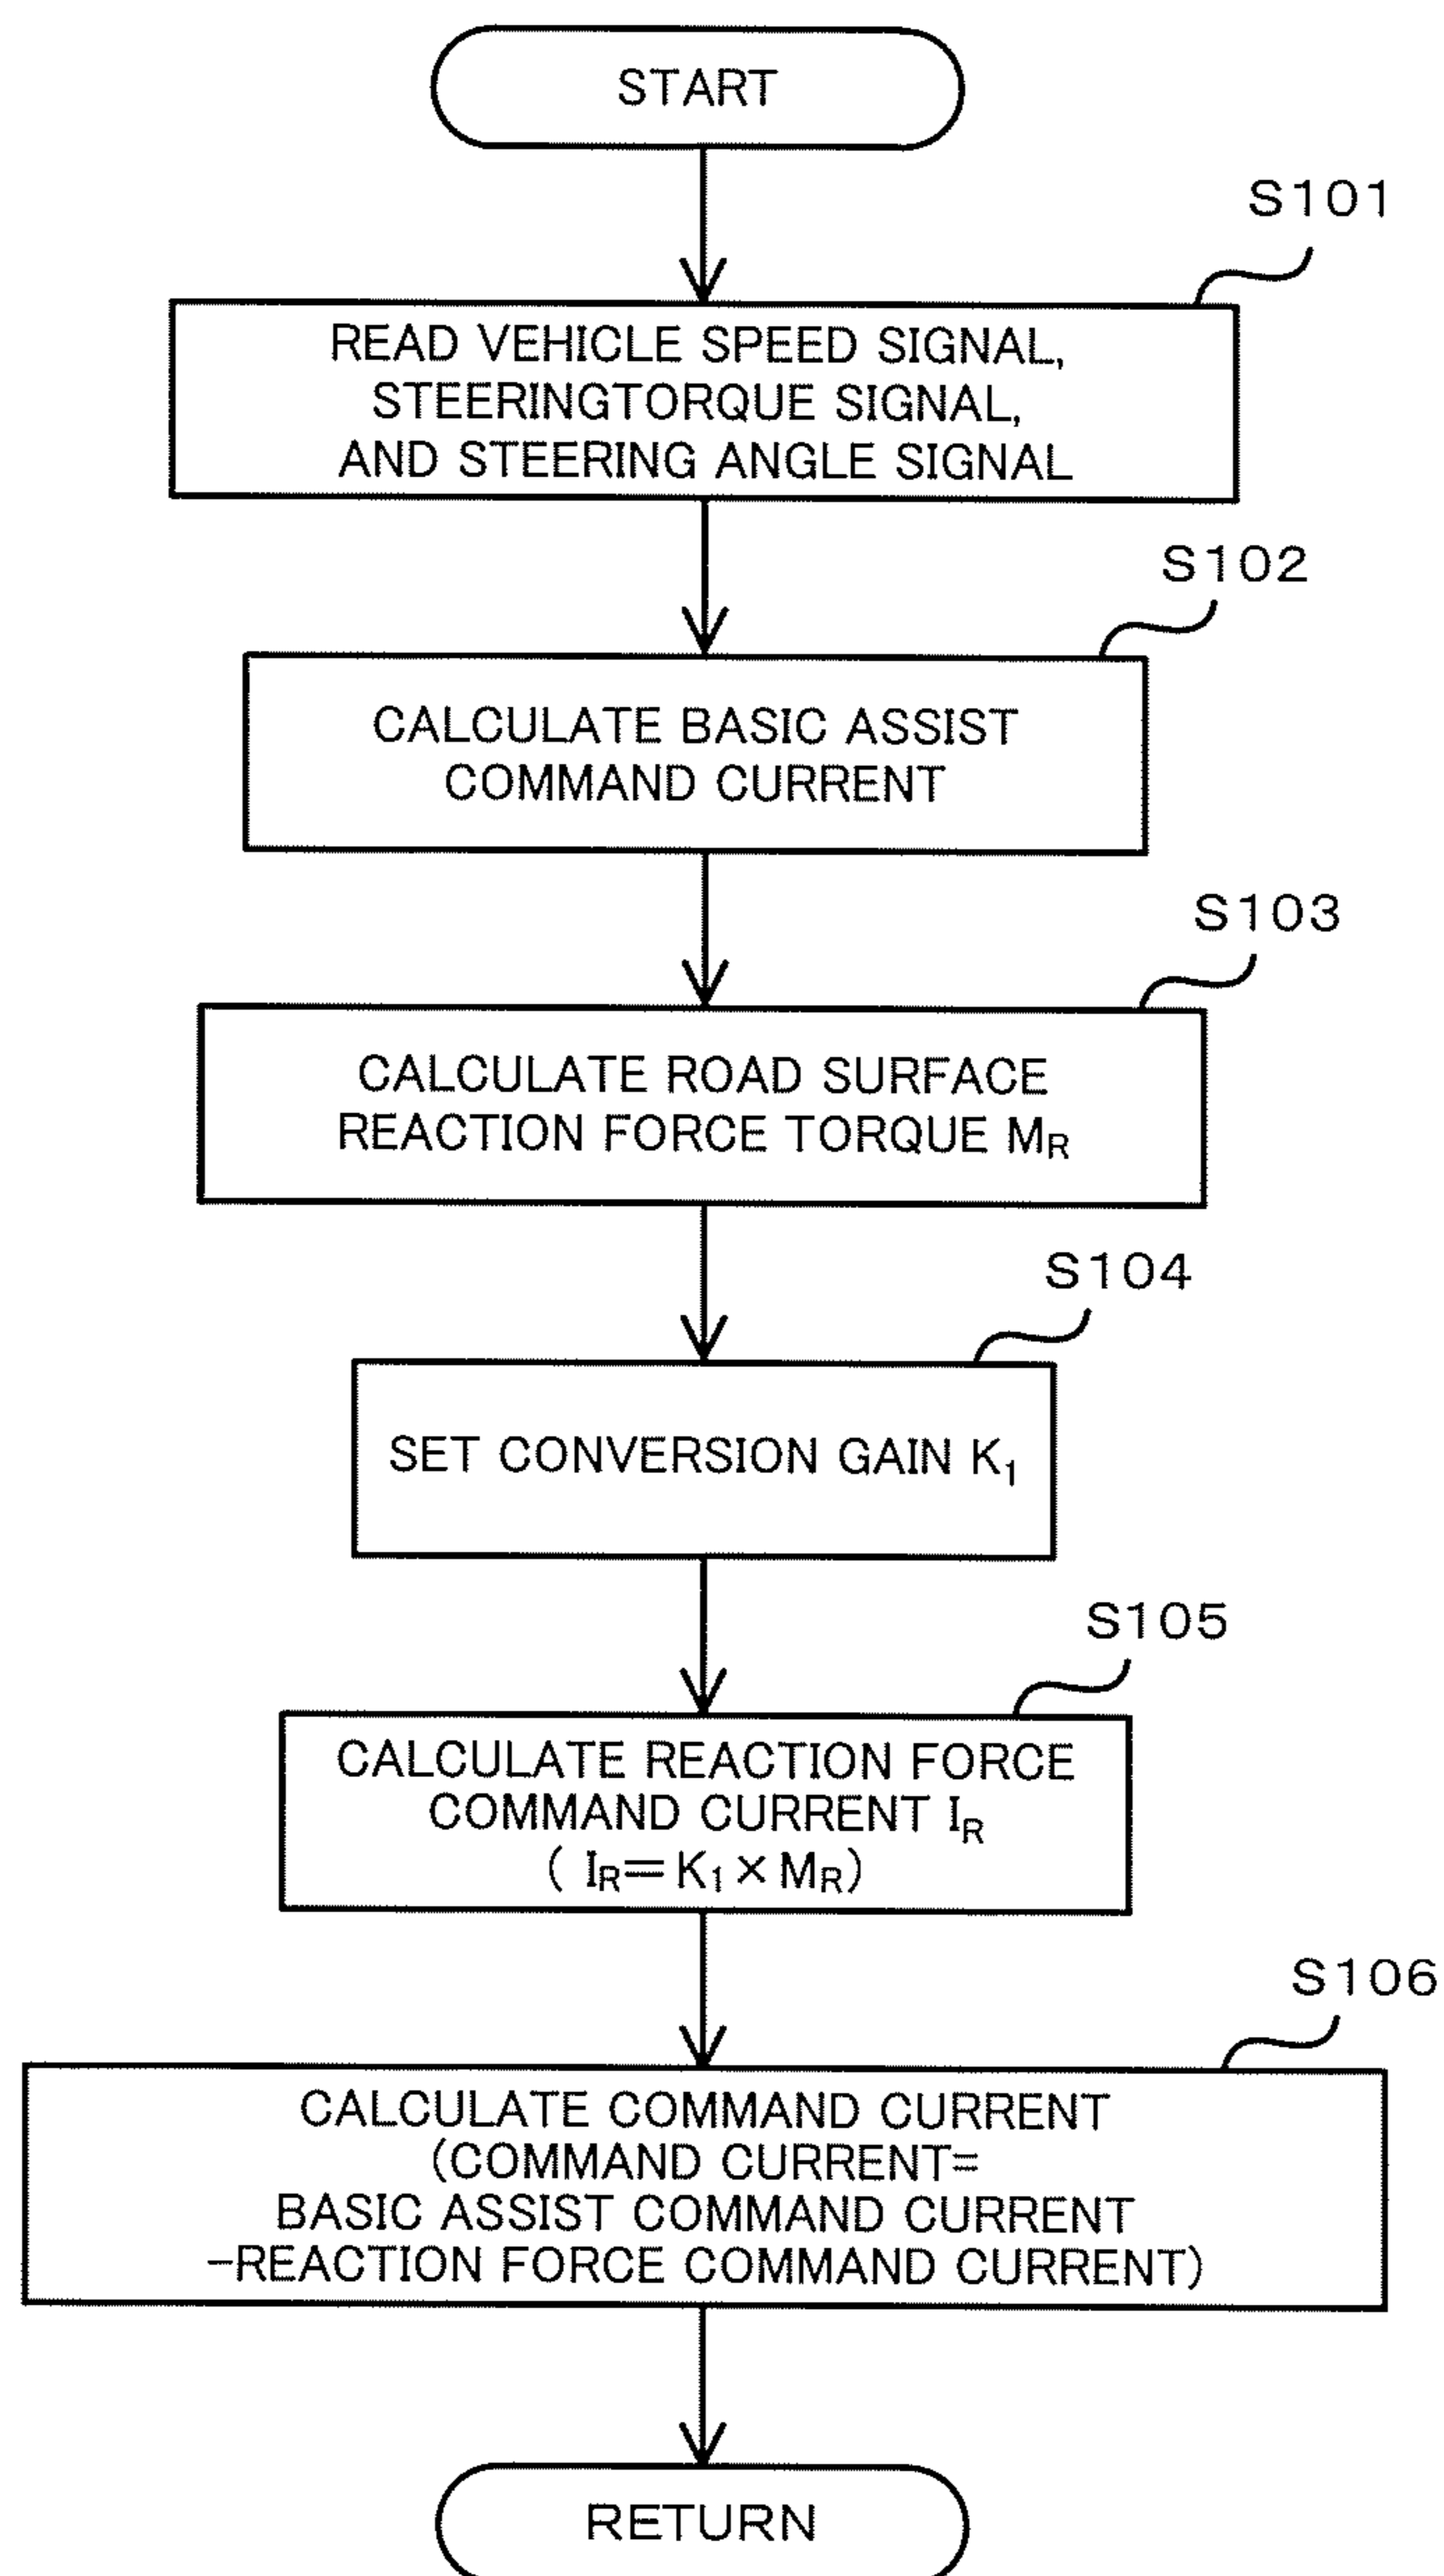 START
S101
READ VEHICLE SPEED SIGNAL,
STEERINGTORQUE SIGNAL,
AND STEERING ANGLE SIGNAL
S102
CALCULATE BASIC ASSIST
COMMAND CURRENT
S103
CALCULATE ROAD SURFACE
REACTION FORCE TORQUE MR
S104
SET CONVERSION GAIN K1
S105
CALCULATE REACTION FORCE
COMMAND CURRENT IR
( IR=K1×MR)
S106
CALCULATE COMMAND CURRENT
(COMMAND CURRENT=
BASIC ASSIST COMMAND CURRENT
-REACTION FORCE COMMAND CURRENT)
RETURN